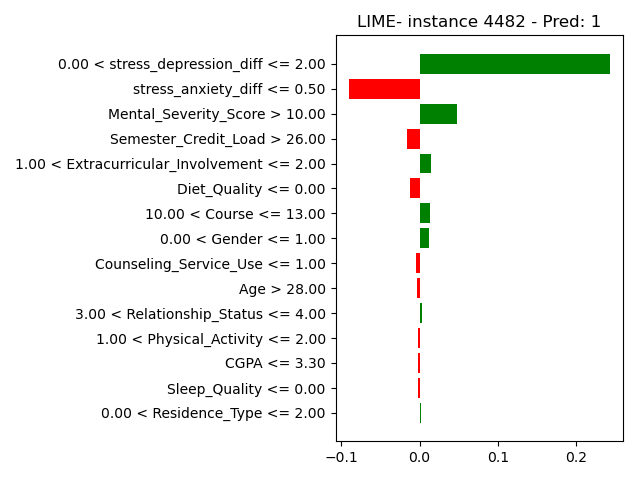 LIME- instance 4482 - Pred: 1
0.00 < stress_depression_diff <= 2.00
stress_anxiety_diff <= 0.50
Mental_Severity_Score > 10.00
Semester_Credit_Load > 26.00
1.00 < Extracurricular_Involvement <= 2.00
Diet_Quality <= 0.00
10.00 < Course <= 13.00
0.00 < Gender <= 1.00
Counseling_Service_Use <= 1.00
Age > 28.00
3.00 < Relationship_Status <= 4.00
1.00 < Physical_Activity <= 2.00
CGPA <= 3.30
Sleep_Quality <= 0.00
0.00 < Residence_Type <= 2.00
−0.1 0.0 0.1 0.2